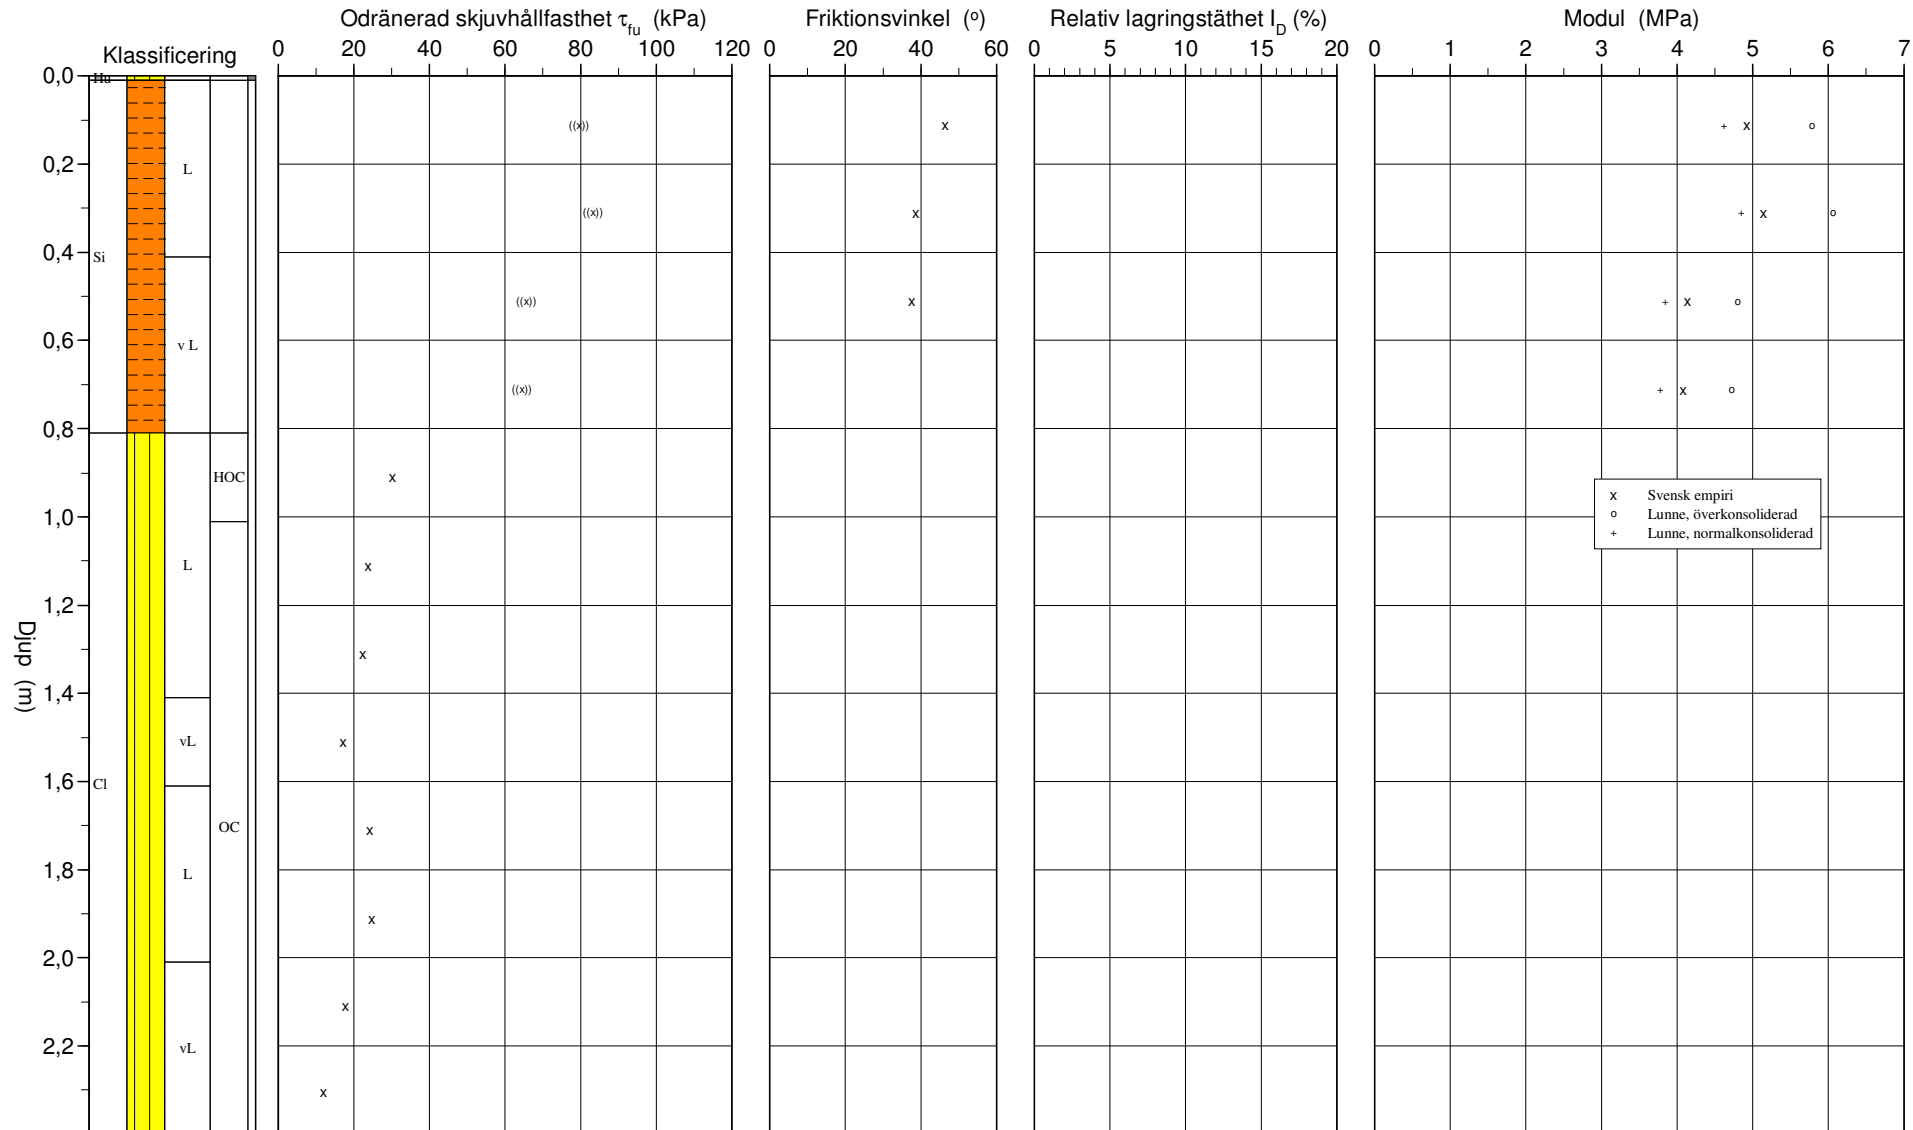 Odränerad skjuvhållfasthet τfu (kPa)
Friktionsvinkel (o)
Relativ lagringstäthet ID (%)
Modul (MPa)
Klassificering
0 20 40 60 80 100 120
0 20 40 60
0 5 10 15 20
0 1 2 3 4 5 6 7
0,0
0,2
0,4
0,6
0,8
1,0
1,2
1,4
1,6
1,8
2,0
2,2
Djup (m)
Hu
Si
Cl
L
v L
L
vL
L
vL
HOC
OC
((x))
((x))
((x))
((x))
x
x
x
x
x
x
x
x
x
x
x
+ x o
+ x o
+ x o
+ x o
x Svensk empiri
o Lunne, överkonsoliderad
+ Lunne, normalkonsoliderad